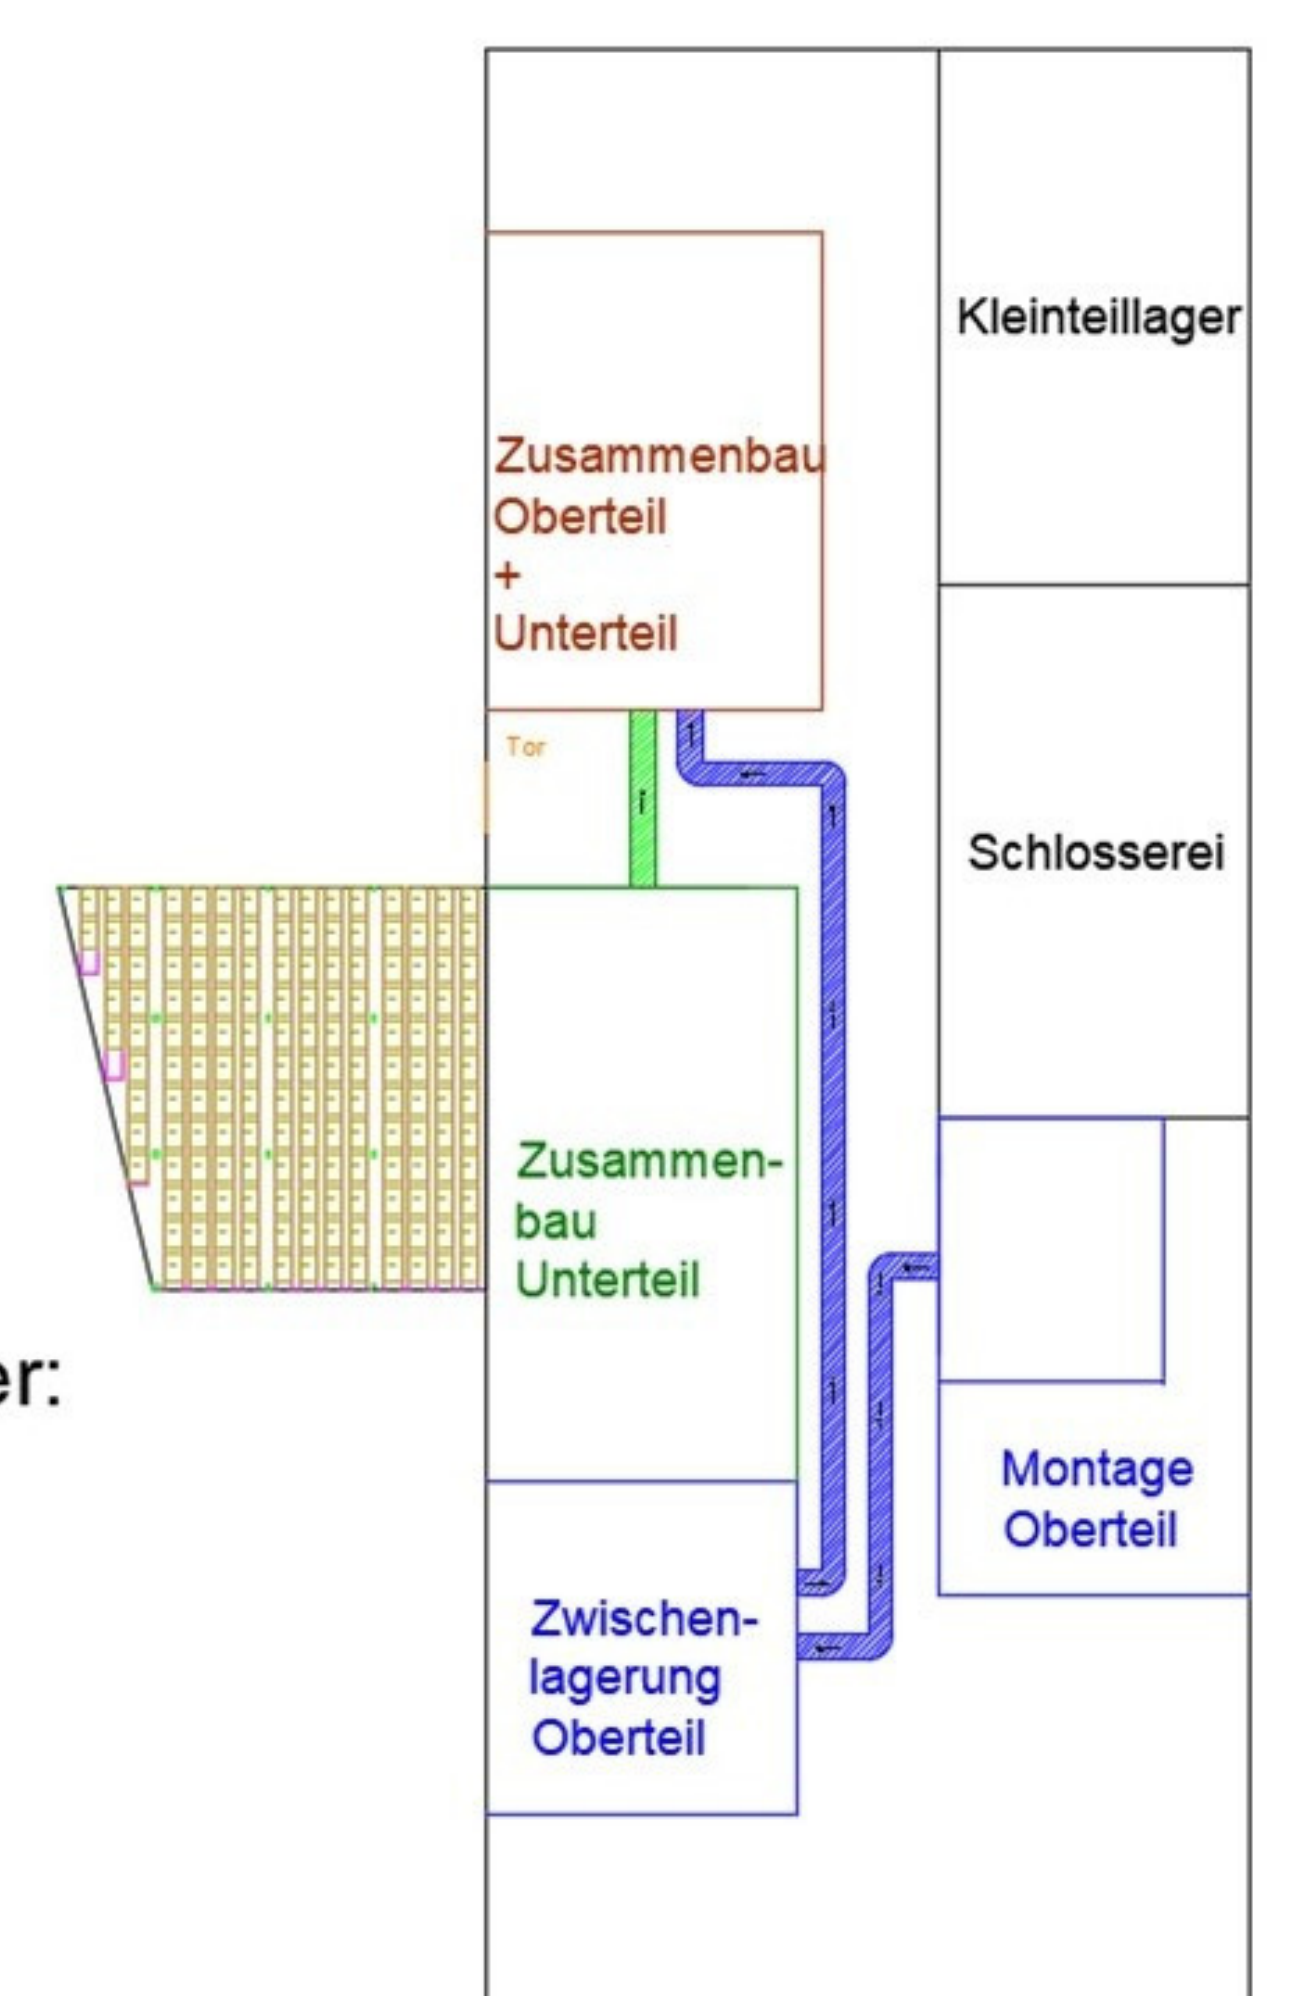 Kleinteillager
Zusammenbau
Oberteil
+
Unterteil
Tor
Schlosserei
Zusammen-
bau
Unterteil
er:
Montage
Oberteil
Zwischen-
lagerung
Oberteil